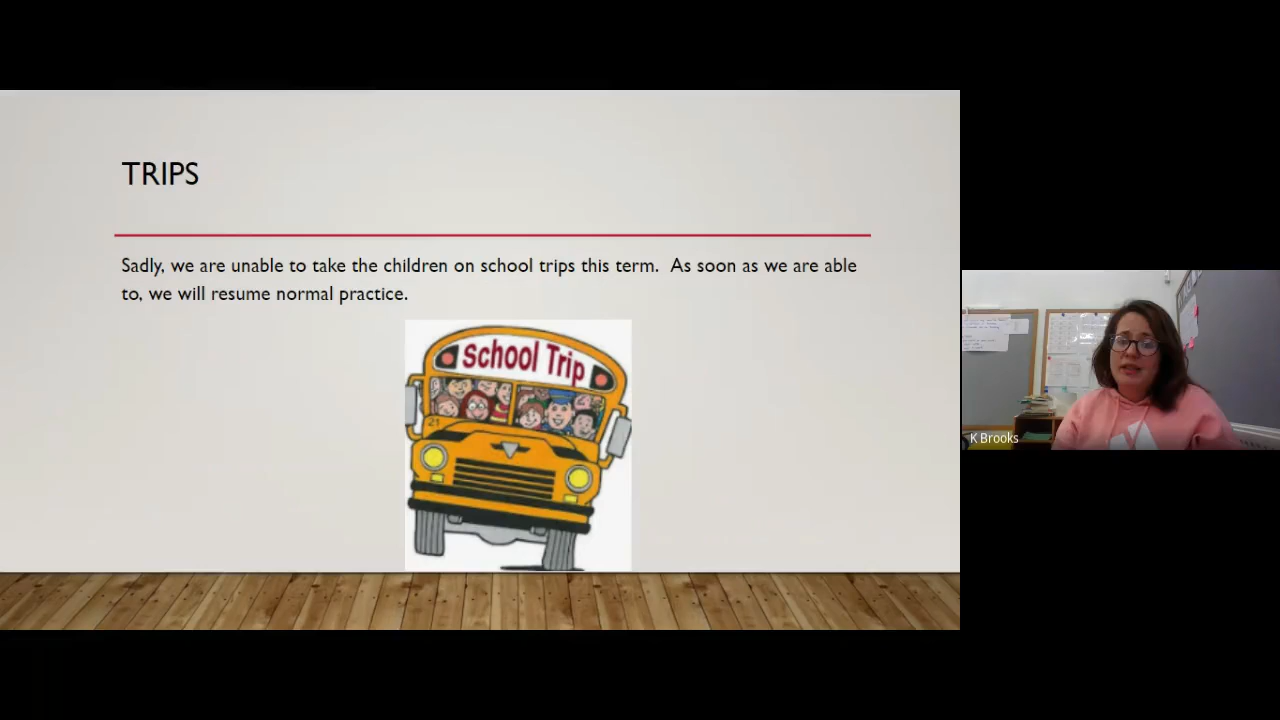 TRIPS
Sadly, we are unable to take the children on school trips this term.  As soon as we are able
to, we will resume normal practice.
School Trip
21
K Brooks